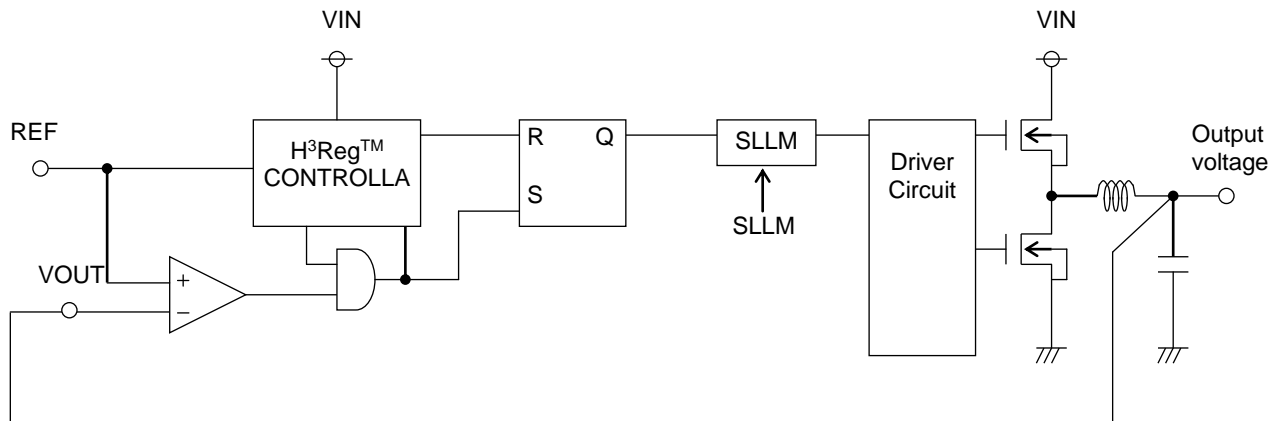 VIN
VIN
REF
H³Reg™
CONTROLLA
R
Q
S
SLLM
SLLM
Driver
Circuit
Output
voltage
VOUT
+
−